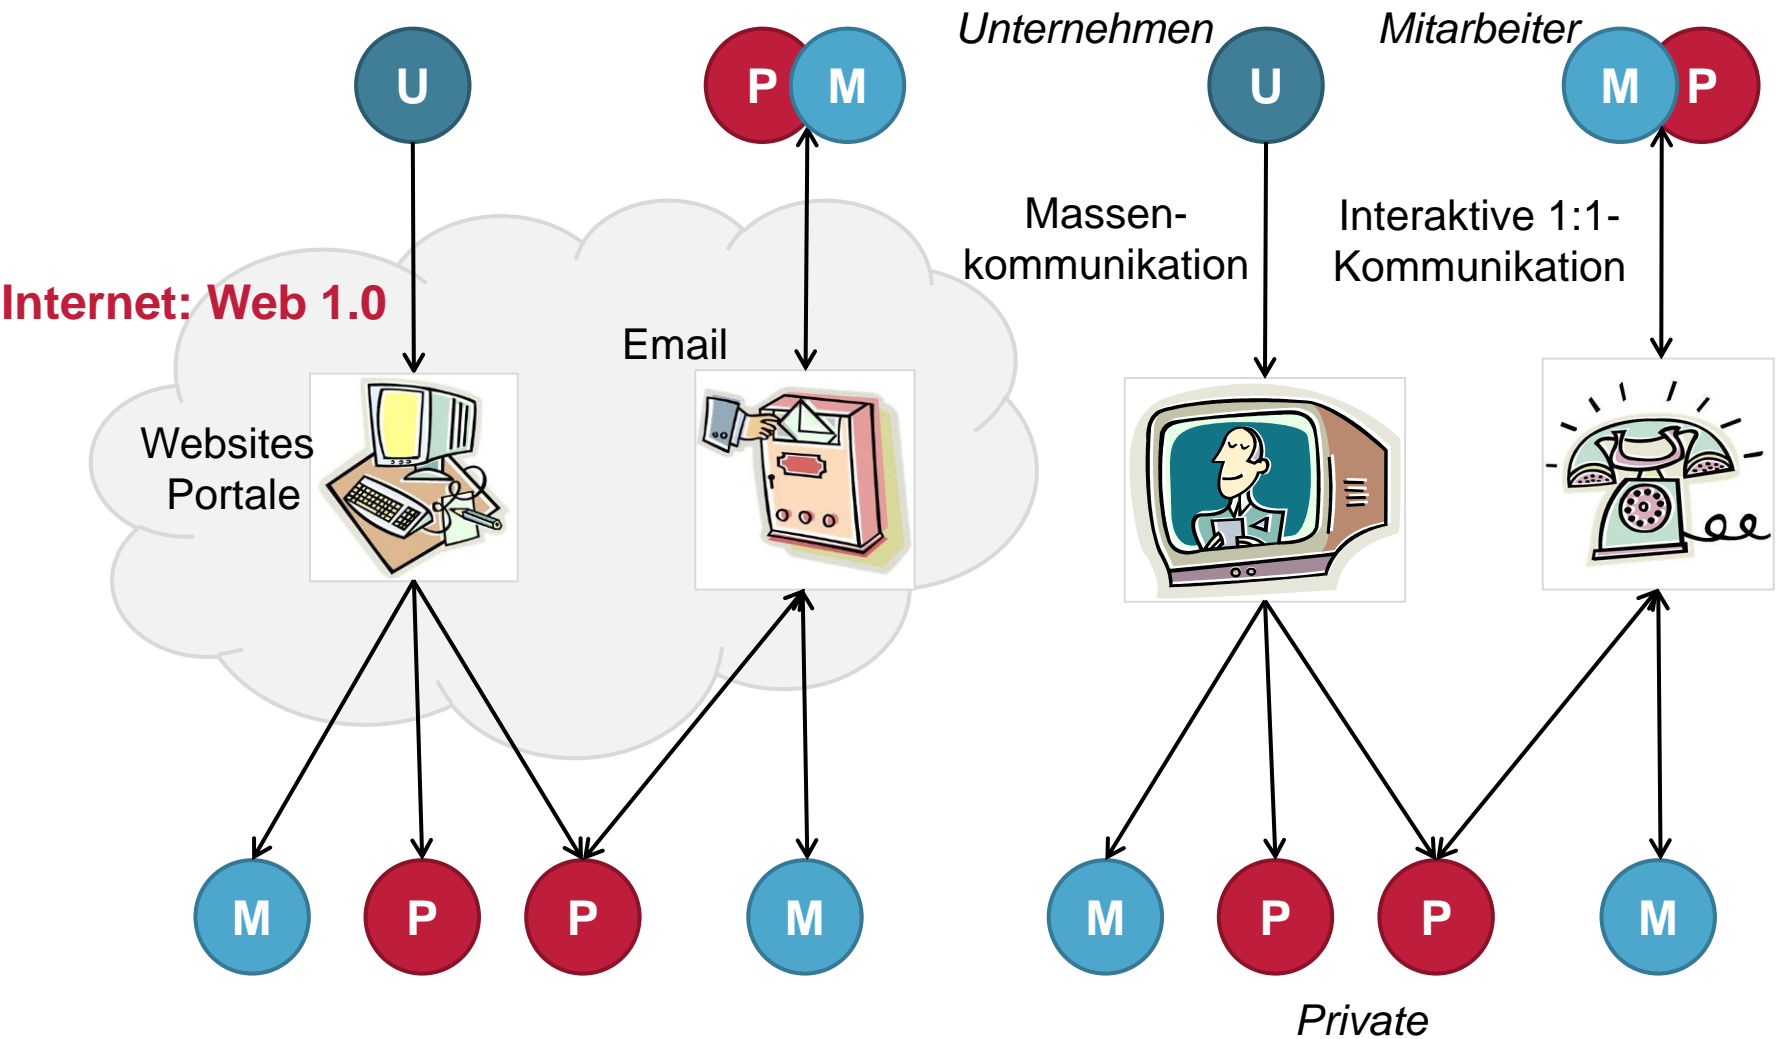 Unternehmen
Mitarbeiter
U
P
M
U
M
P
Massen-
kommunikation
Interaktive 1:1-
Kommunikation
Internet: Web 1.0
Email
Websites
Portale
M
P
P
M
M
P
P
M
Private